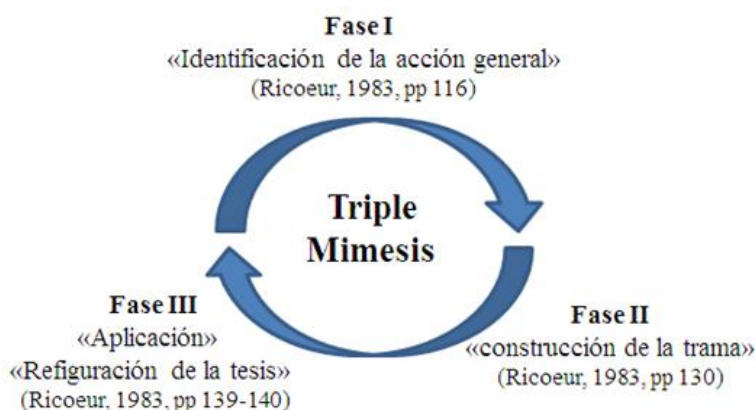 Fase I
«Identificación de la acción general»
(Ricoeur, 1983, pp 116)
Triple
Mimesis
Fase II
«construcción de la trama»
(Ricoeur, 1983, pp 130)
Fase III
«Aplicación»
«Refiguración de la tesis»
(Ricoeur, 1983, pp 139-140)